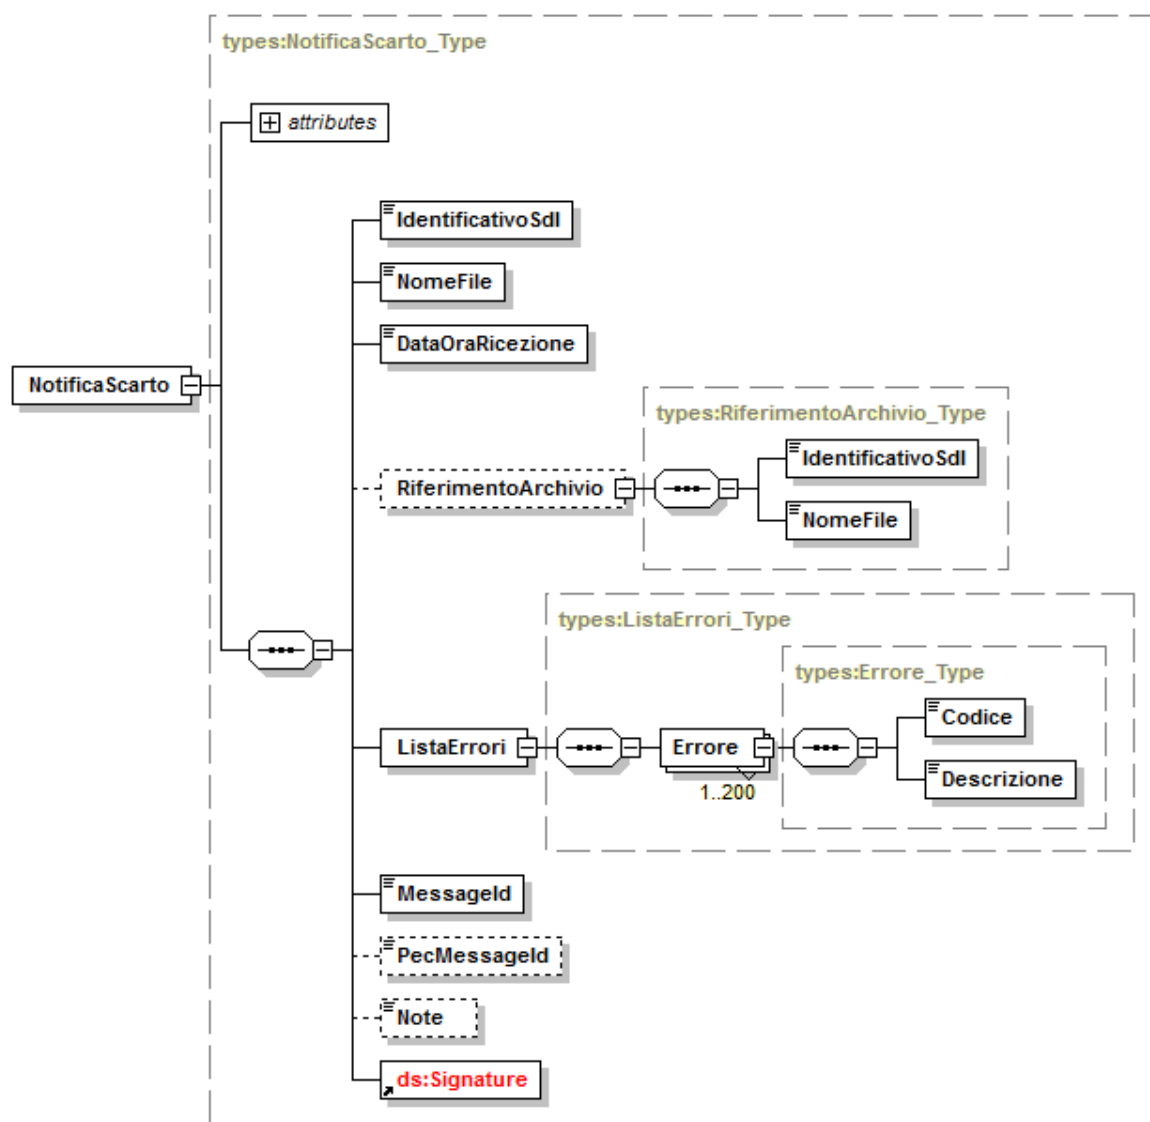 types:NotificaScarto_Type
attributes
IdentificativoSdI
NomeFile
DataOraRicezione
NotificaScarto
types:RiferimentoArchivio_Type
IdentificativoSdI
RiferimentoArchivio
NomeFile
types:ListaErrori_Type
types:Errore_Type
Codice
ListaErrori
Errore
Descrizione
1..200
MessageId
PecMessageId
Note
ds:Signature